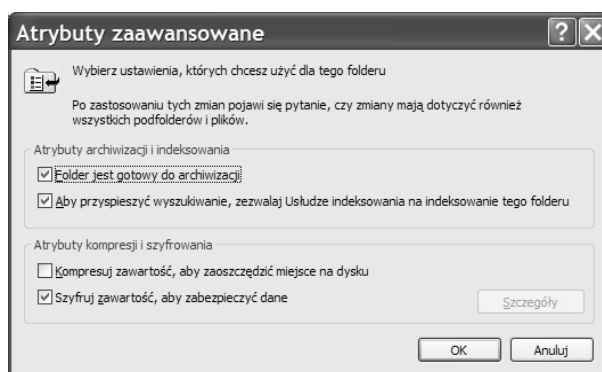 Atrybuty zaawansowane
Wybierz ustawienia, których chcesz użyć dla tego folderu
Po zastosowaniu tych zmian pojawi się pytanie, czy zmiany mają dotyczyć również
wszystkich podfolderów i plików.
Atrybuty archiwizacji i indeksowania
Folder jest gotowy do archiwizacji
Aby przyspieszyć wyszukiwanie, zezwalaj Usłudze indeksowania na indeksowanie tego folderu
Atrybuty kompresji i szyfrowania
Kompresuj zawartość, aby zaoszczędzić miejsce na dysku
Szyfruj zawartość, aby zabezpieczyć dane
Szczegóły
OK Anuluj